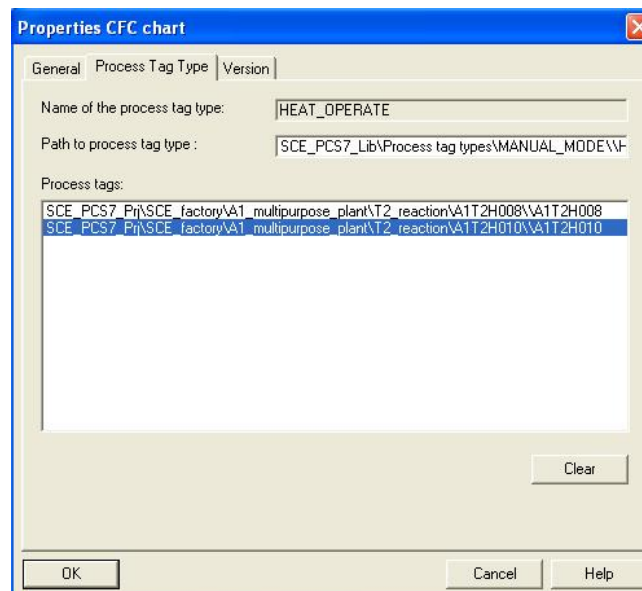 Properties CFC chart
General Process Tag Type Version
Name of the process tag type: HEAT_OPERATE
Path to process tag type : SCE_PCS7_Lib\Process tag types\MANUAL_MODE\\H
Process tags:
SCE_PCS7_Prj\SCE_factory\A1_multipurpose_plant\T2_reaction\A1T2H008\\A1T2H008
SCE_PCS7_Prj\SCE_factory\A1_multipurpose_plant\T2_reaction\A1T2H010\\A1T2H010
Clear
OK Cancel Help